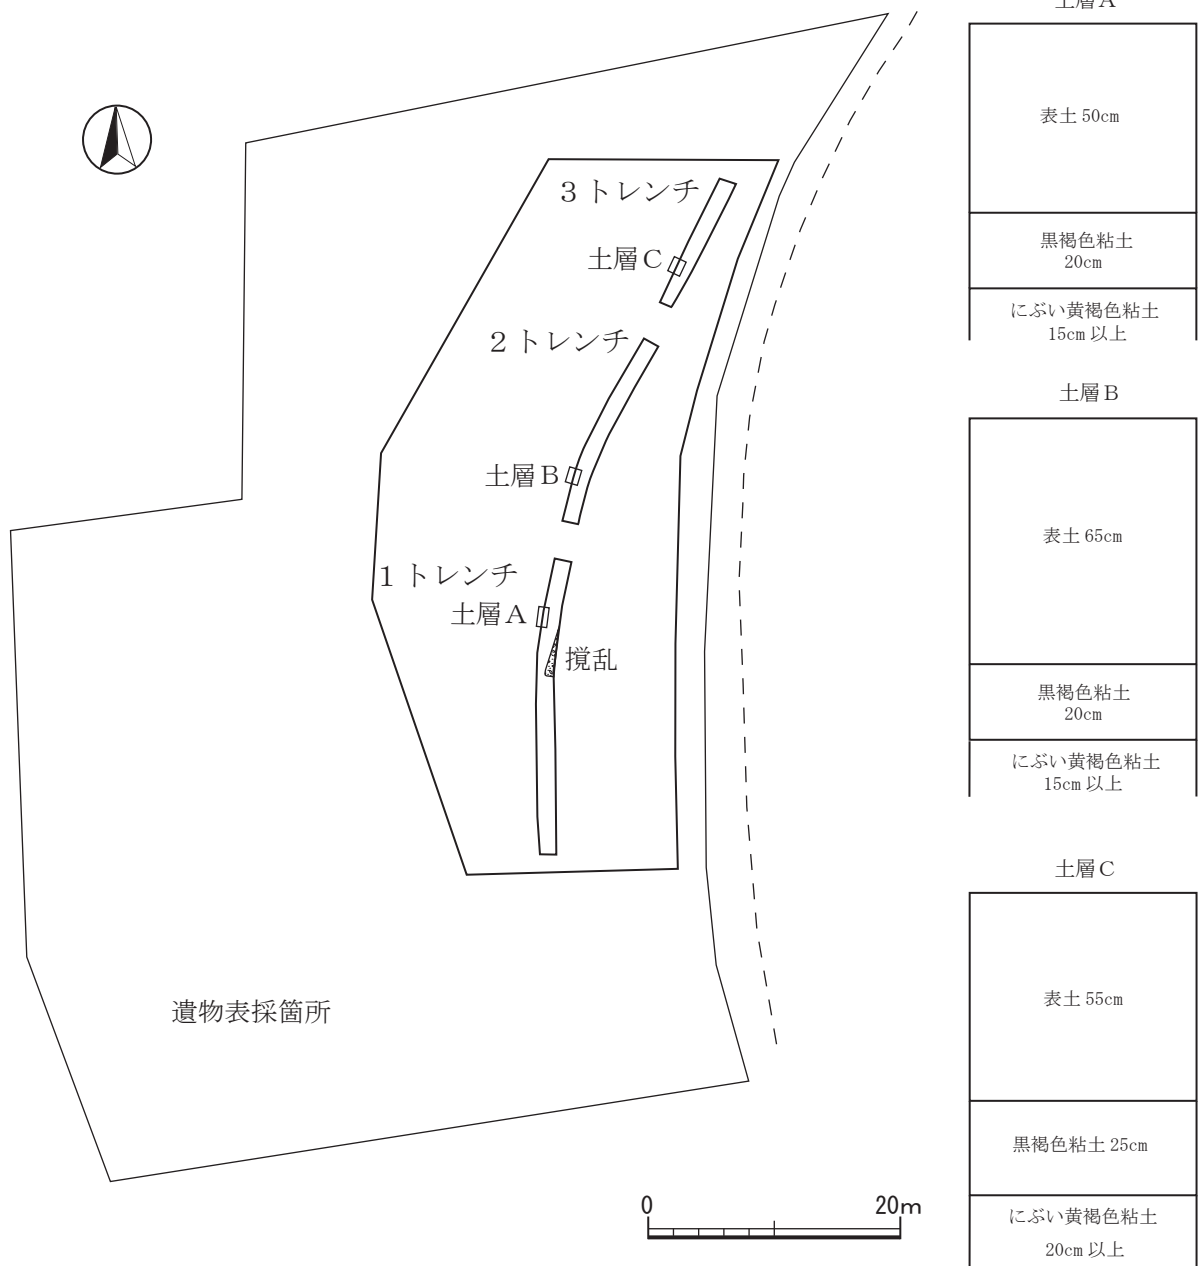 ３トレンチ
土層Ｃ
２トレンチ
土層Ｂ
１トレンチ
土層Ａ
撹乱
遺物表採箇所
0
20m
土層Ａ
表土 50cm
黒褐色粘土
20cm
にぶい黄褐色粘土
15cm 以上
土層Ｂ
表土 65cm
黒褐色粘土
20cm
にぶい黄褐色粘土
15cm 以上
土層Ｃ
表土 55cm
黒褐色粘土 25cm
にぶい黄褐色粘土
20cm 以上